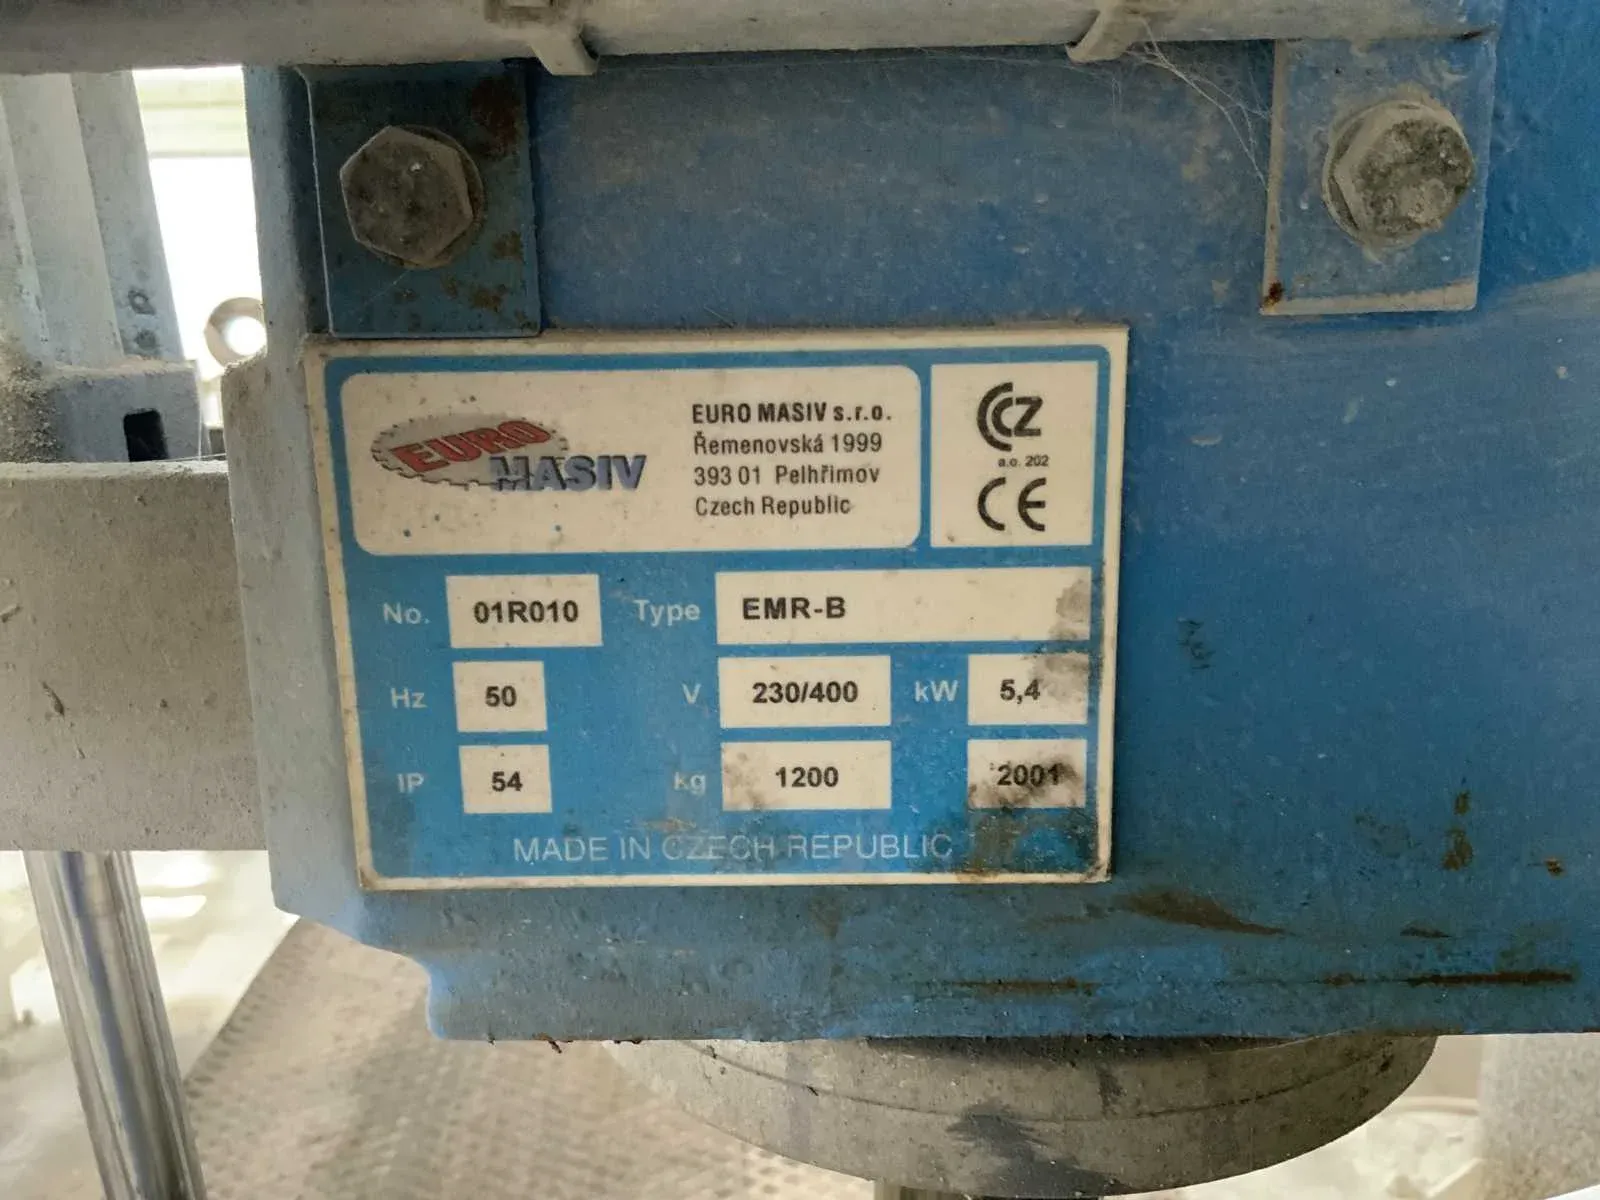 EURO
MASIV
EURO MASIV s.r.o.
Řemenovská 1999
393 01 Pelhřimov
Czech Republic
CCZ
a.o. 202
CE
No. 01R010 Type EMR-B
Hz 50 V 230/400 kW 5,4
IP 54 kg 1200 2001
MADE IN CZECH REPUBLIC